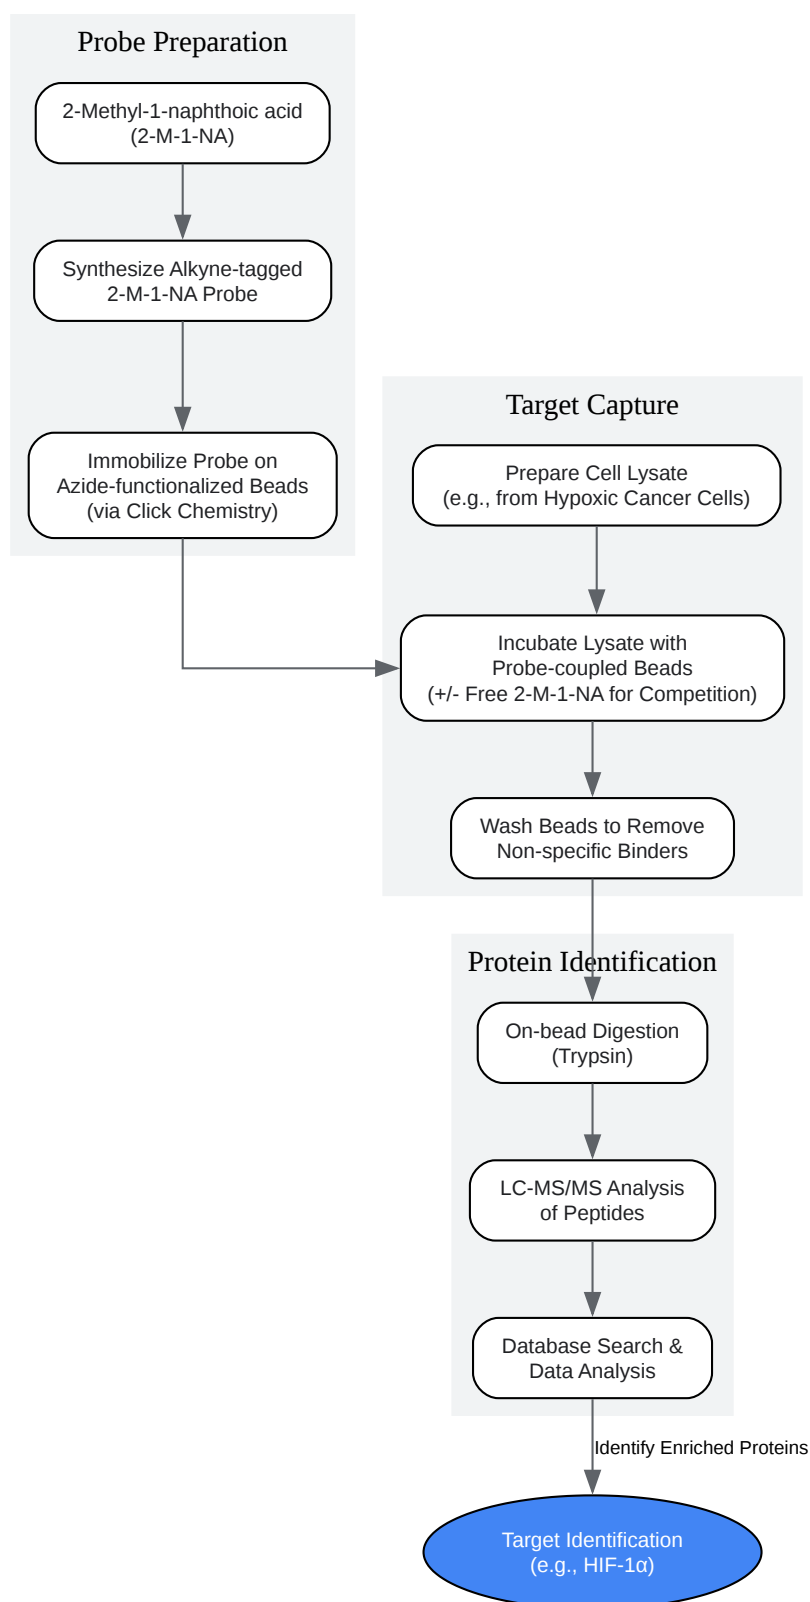 Probe Preparation
2-Methyl-1-naphthoic acid
(2-M-1-NA)
Synthesize Alkyne-tagged
2-M-1-NA Probe
Immobilize Probe on
Azide-functionalized Beads
(via Click Chemistry)
Target Capture
Prepare Cell Lysate
(e.g., from Hypoxic Cancer Cells)
Incubate Lysate with
Probe-coupled Beads
(+/- Free 2-M-1-NA for Competition)
Wash Beads to Remove
Non-specific Binders
Protein Identification
On-bead Digestion
(Trypsin)
LC-MS/MS Analysis
of Peptides
Database Search &
Data Analysis
Identify Enriched Proteins
Target Identification
(e.g., HIF-1α)